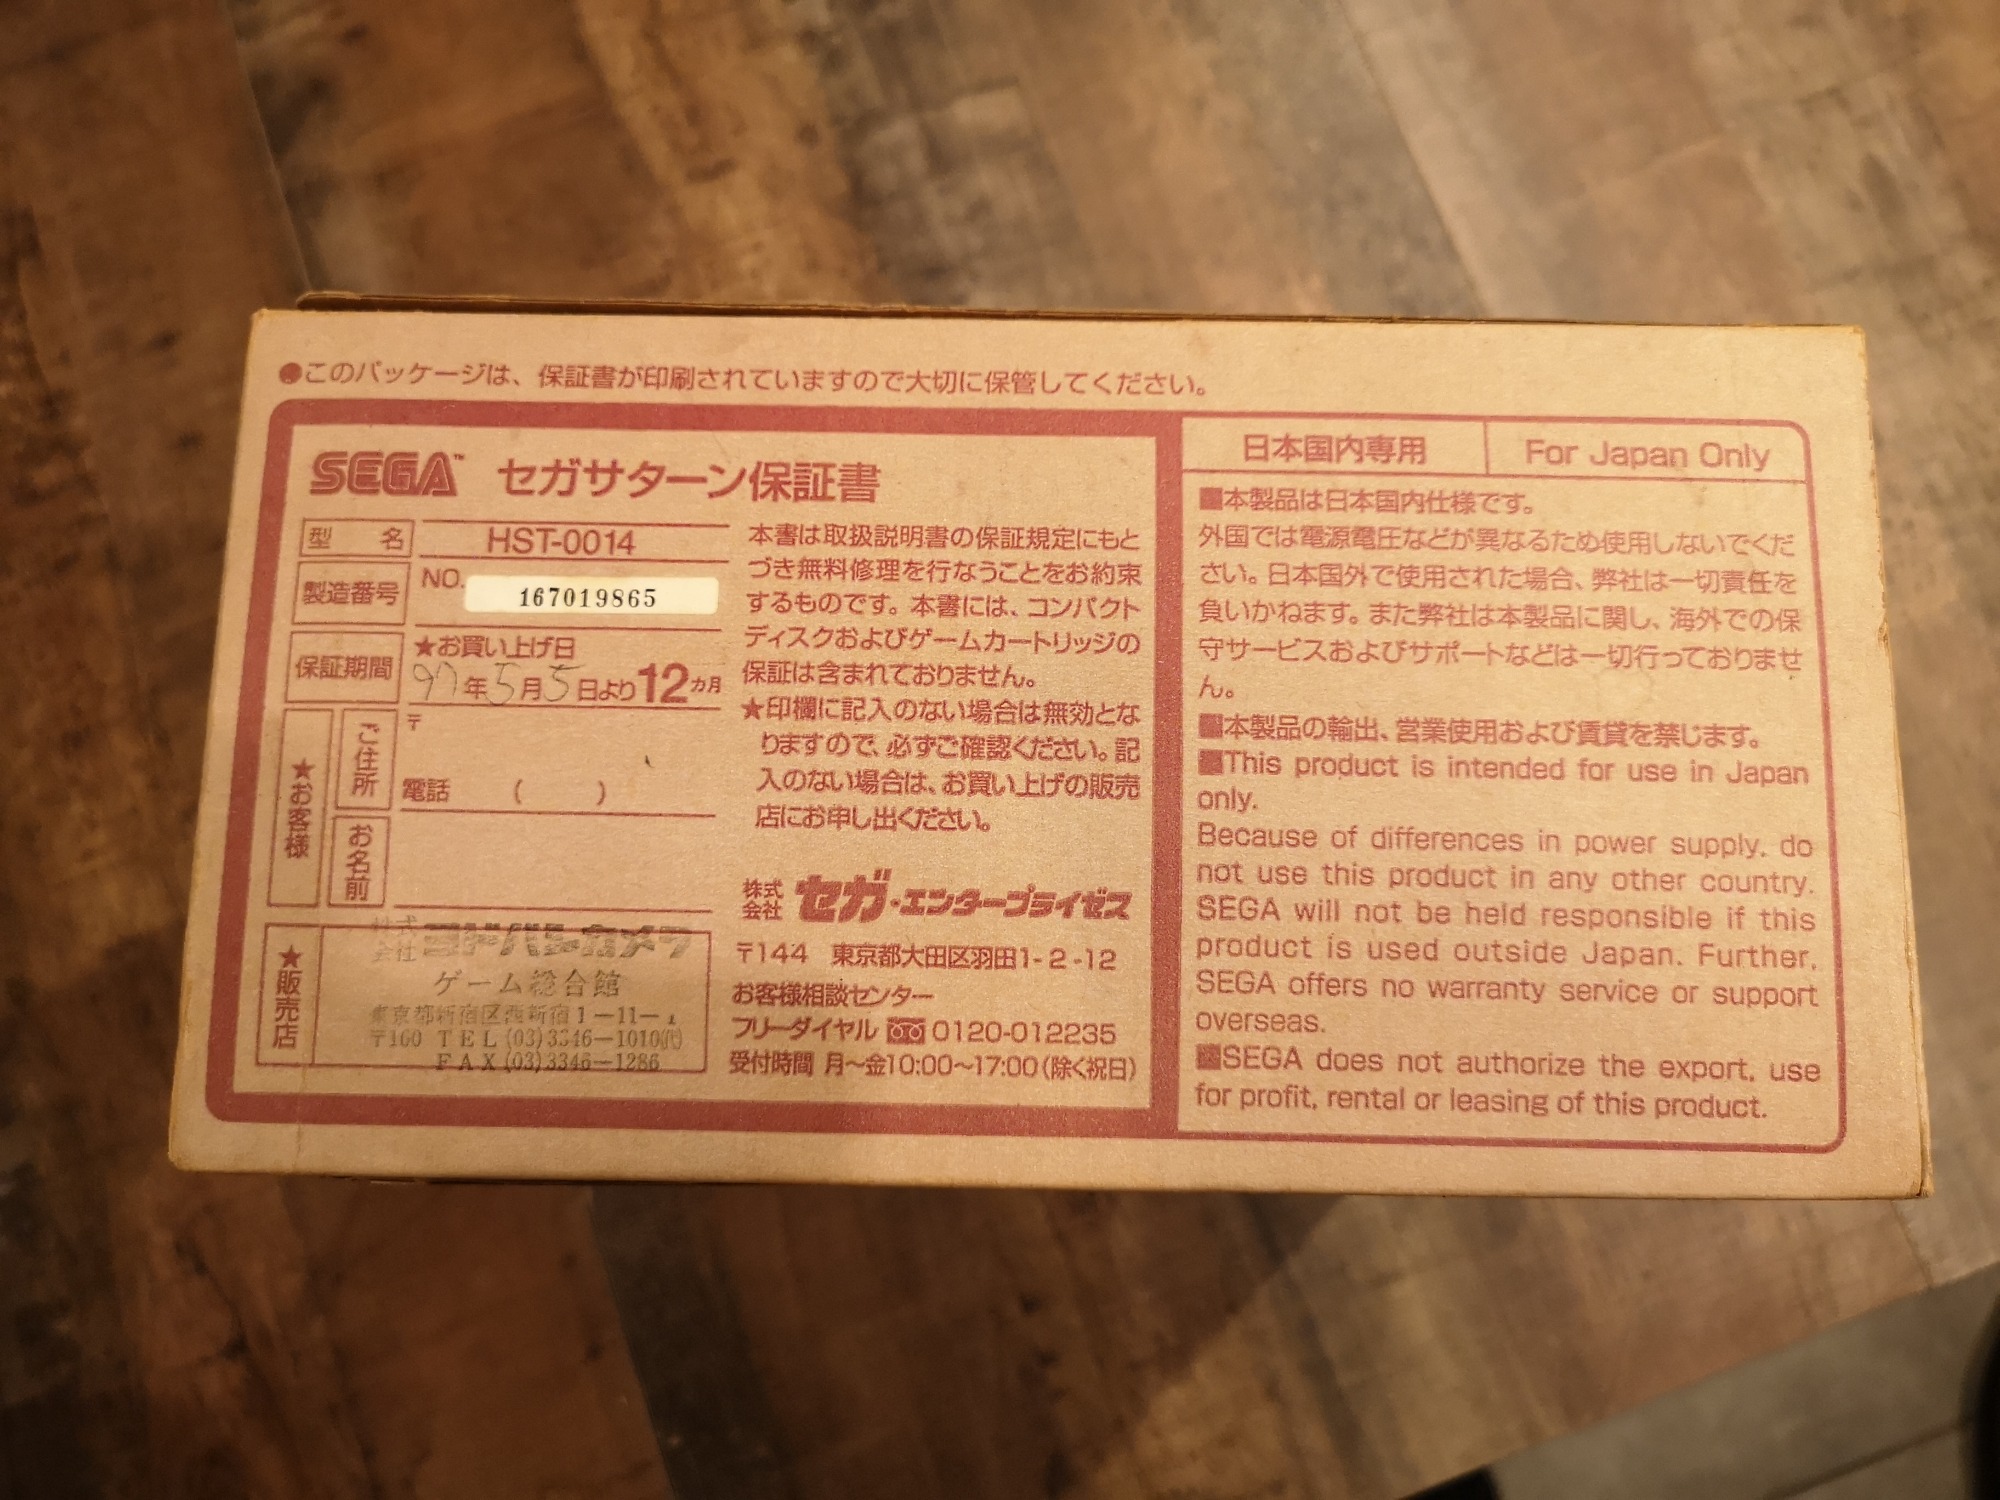 ●このパッケージは、保証書が印刷されていますので大切に保管してください。
SEGA™ セガサターン保証書
型名 HST-0014
製造番号 NO. 167019865
保証期間 ★お買い上げ日
97年5月5日より12カ月
★お客様
ご住所 〒
電話 ( )
お名前
★販売店
株式会社 ヨドバシカメラ
ゲーム総合館
東京都新宿区西新宿1-11-1
〒160 TEL(03)3346-1010㈹
FAX(03)3346-1286
本書は取扱説明書の保証規定にもと
づき無料修理を行なうことをお約束
するものです。本書には、コンパクト
ディスクおよびゲームカートリッジの
保証は含まれておりません。
★印欄に記入のない場合は無効とな
りますので、必ずご確認ください。記
入のない場合は、お買い上げの販売
店にお申し出ください。
株式会社 セガ・エンタープライゼス
〒144 東京都大田区羽田1-2-12
お客様相談センター
フリーダイヤル 0120-012235
受付時間 月〜金10:00〜17:00(除く祝日)
日本国内専用 For Japan Only
■本製品は日本国内仕様です。
外国では電源電圧などが異なるため使用しないでくだ
さい。日本国外で使用された場合、弊社は一切責任を
負いかねます。また弊社は本製品に関し、海外での保
守サービスおよびサポートなどは一切行っておりませ
ん。
■本製品の輸出、営業使用および賃貸を禁じます。
■This product is intended for use in Japan
only.
Because of differences in power supply, do
not use this product in any other country.
SEGA will not be held responsible if this
product is used outside Japan. Further,
SEGA offers no warranty service or support
overseas.
■SEGA does not authorize the export, use
for profit, rental or leasing of this product.